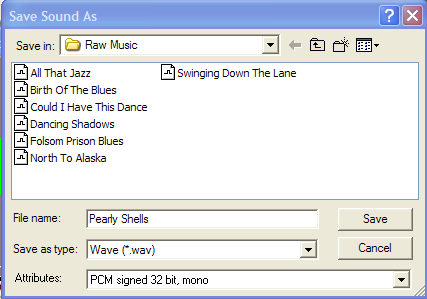 Save Sound As
Save in: Raw Music
All That Jazz Swinging Down The Lane
Birth Of The Blues
Could I Have This Dance
Dancing Shadows
Folsom Prison Blues
North To Alaska
File name: Pearly Shells Save
Save as type: Wave (*.wav) Cancel
Attributes: PCM signed 32 bit, mono